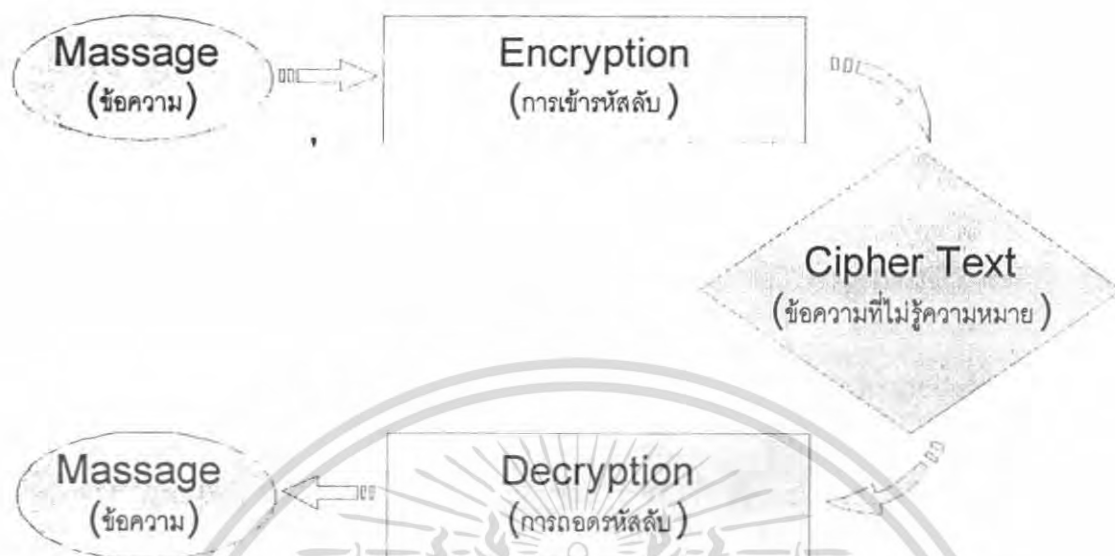 Massage
(ข้อความ)
Encryption
(การเข้ารหัสลับ)
Cipher Text
(ข้อความที่ไม่รู้ความหมาย)
Decryption
(การถอดรหัสลับ)
Massage
(ข้อความ)